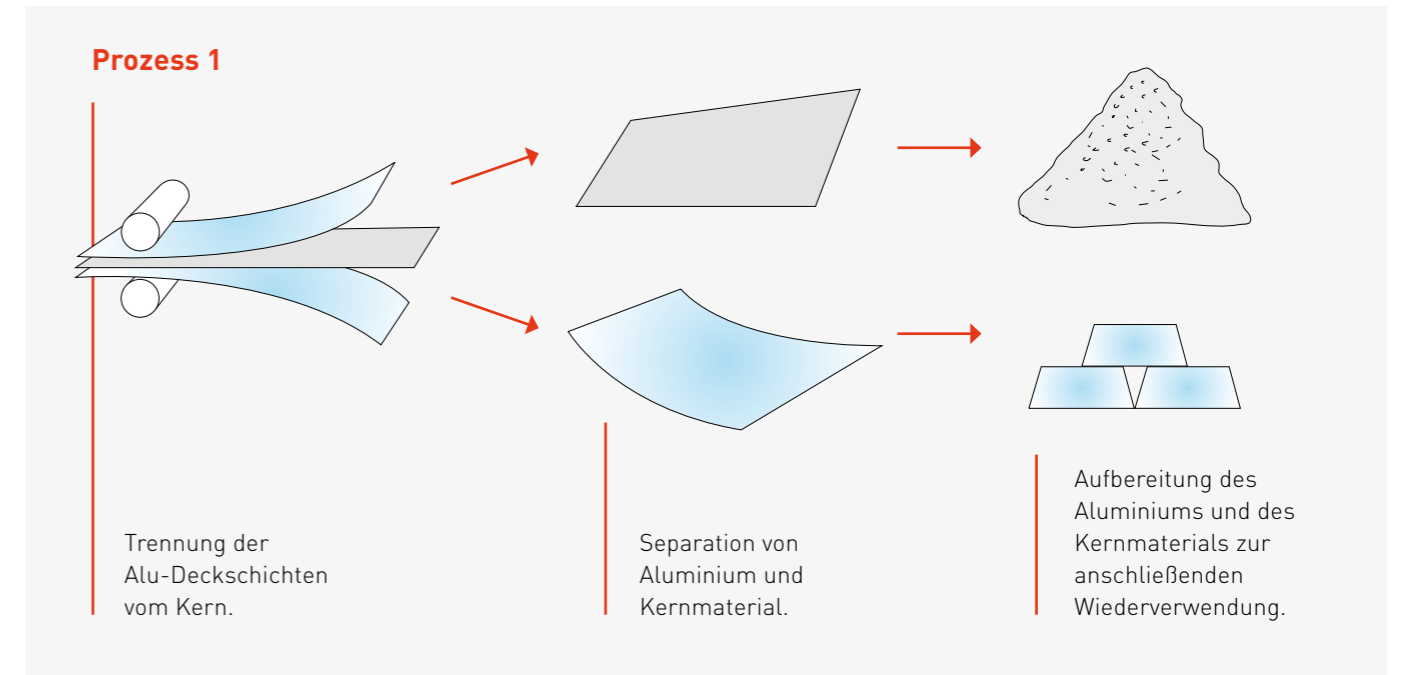 Prozess 1
Trennung der
Alu-Deckschichten
vom Kern.
Separation von
Aluminium und
Kernmaterial.
Aufbereitung des
Aluminiums und des
Kernmaterials zur
anschließenden
Wiederverwendung.